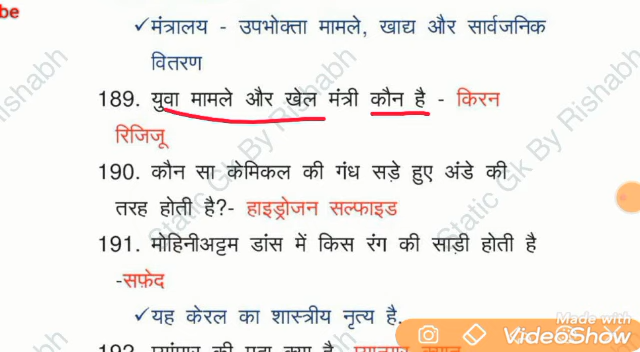 be
✓मंत्रालय - उपभोक्ता मामले, खाद्य और सार्वजनिक
वितरण
189. युवा मामले और खेल मंत्री कौन है - किरन
रिजिजू
190. कौन सा केमिकल की गंध सड़े हुए अंडे की
तरह होती है?- हाइड्रोजन सल्फाइड
191. मोहिनीअट्टम डांस में किस रंग की साड़ी होती है
-सफ़ेद
✓यह केरल का शास्त्रीय नृत्य है.
192.
Static Gk By Rishabh
Made with
VideoShow